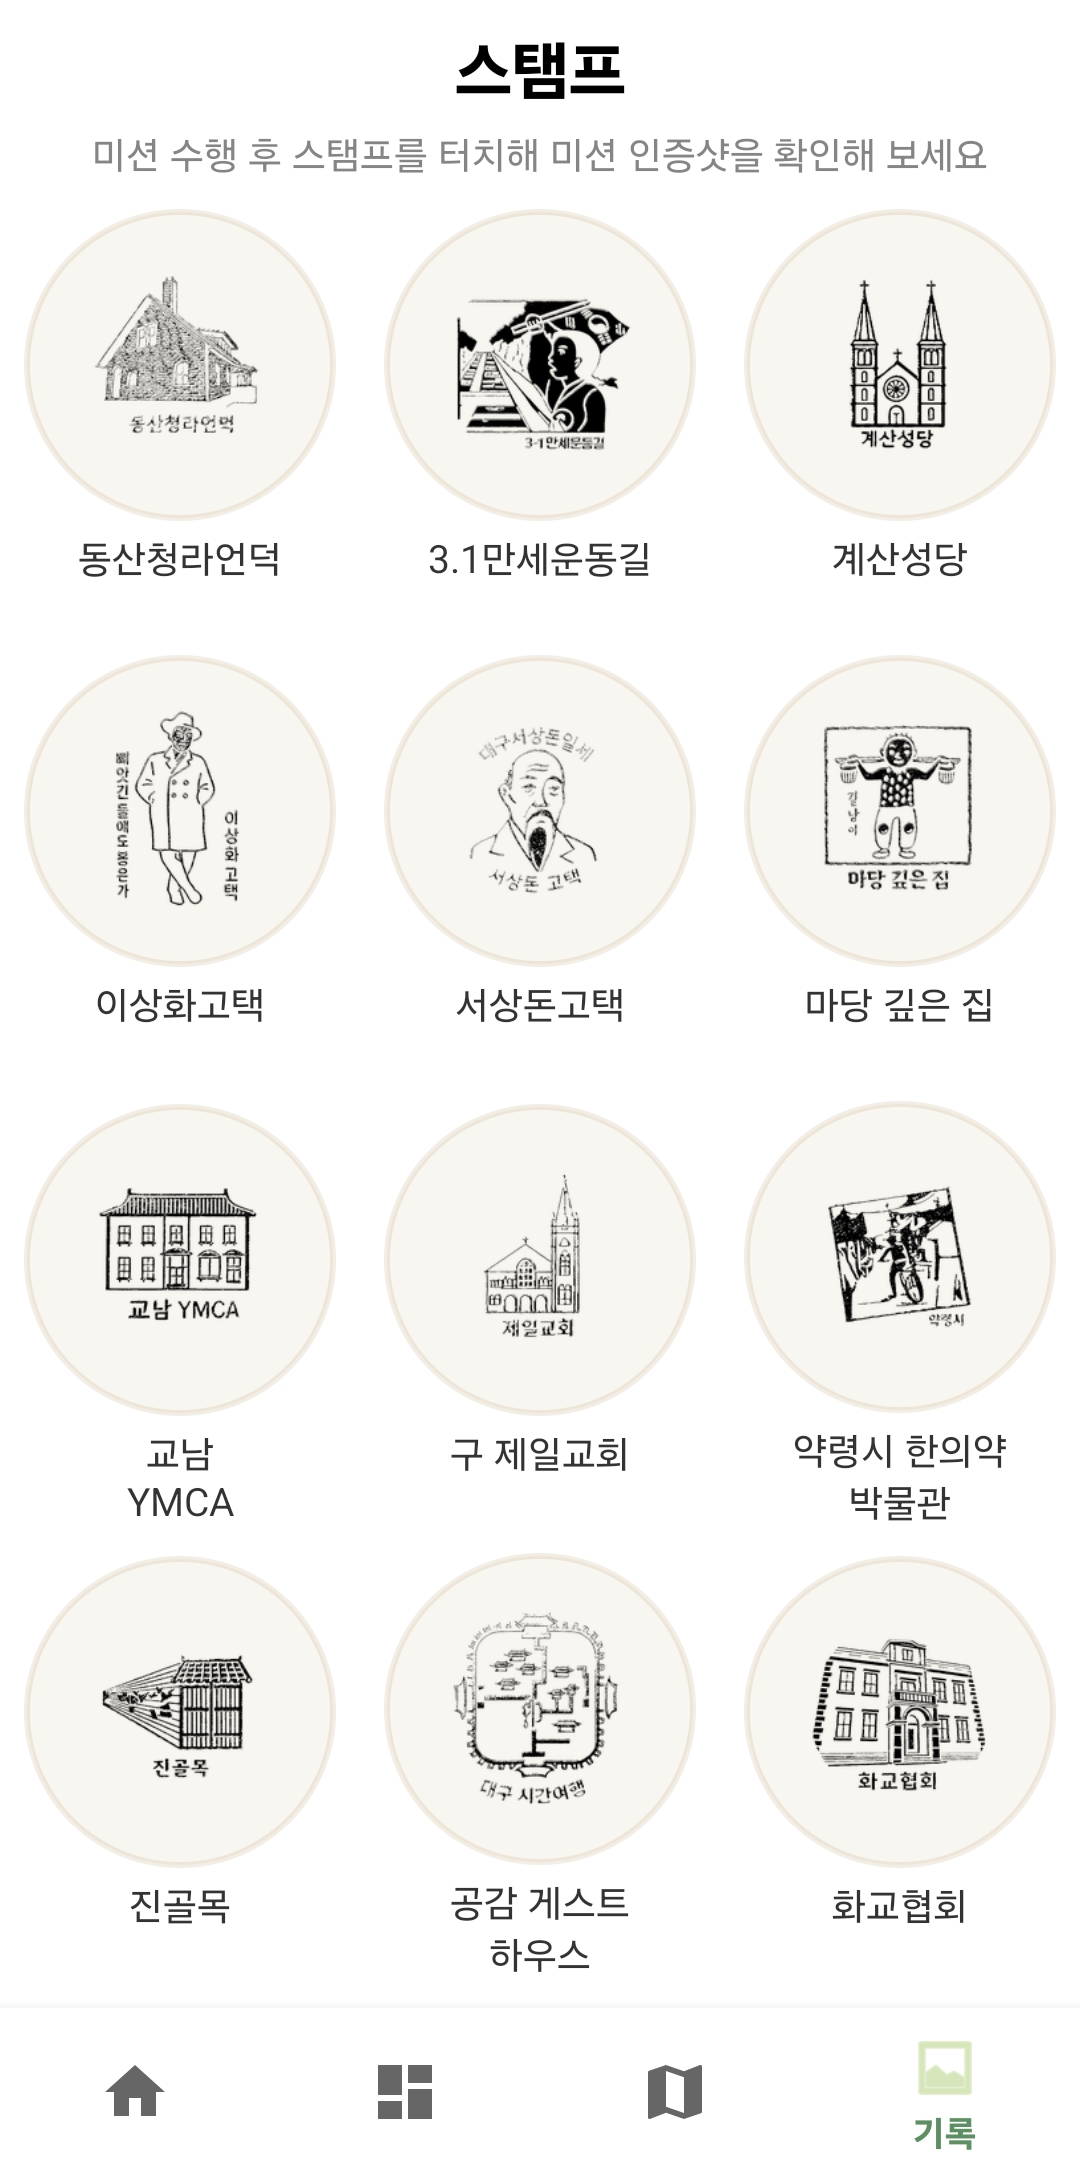 스탬프
미션 수행 후 스탬프를 터치해 미션 인증샷을 확인해 보세요
동산청라언덕
3·1만세운동길
계산성당
동산청라언덕
3.1만세운동길
계산성당
빼앗긴 들에도 봄은 가
이상화 고택
대구서상돈일세
서상돈 고택
길남이
마당 깊은 집
이상화고택
서상돈고택
마당 깊은 집
교남 YMCA
제일교회
약령시
교남
YMCA
구 제일교회
약령시 한의약
박물관
진골목
대구 시간여행
화교협회
진골목
공감 게스트
하우스
화교협회
기록